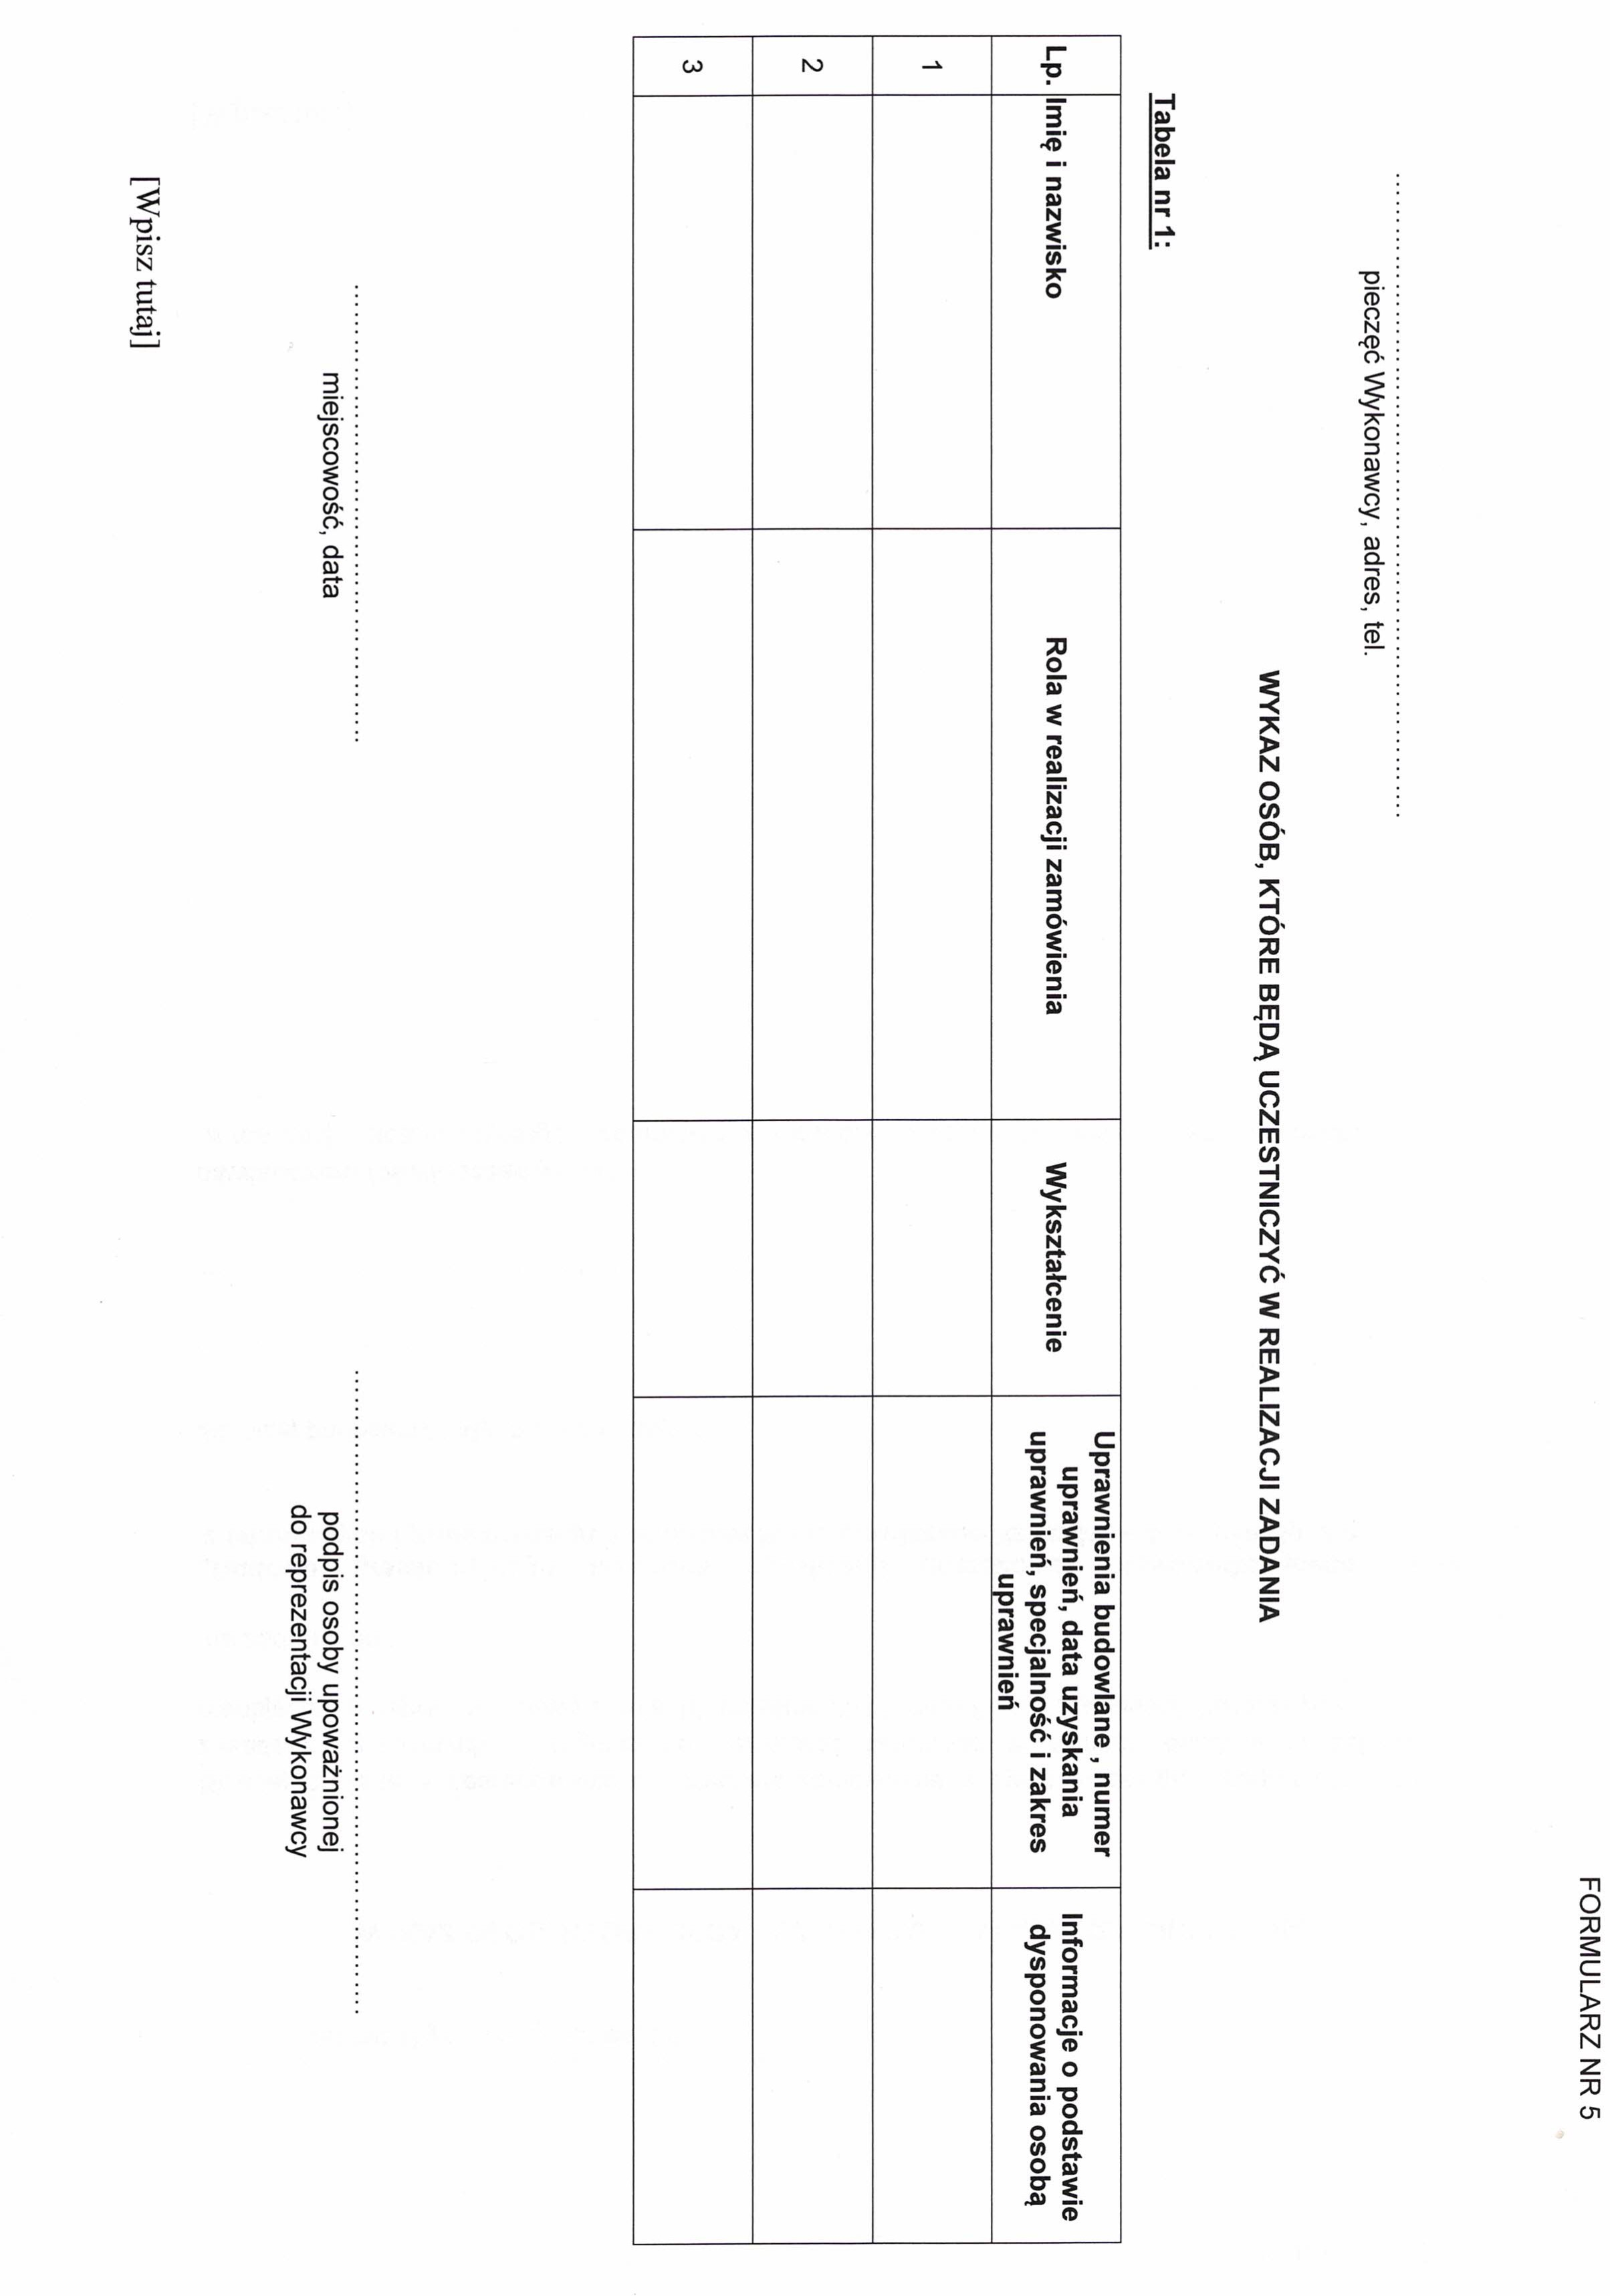 FORMULARZ NR 5
................................................................................
pieczęć Wykonawcy, adres, tel.
WYKAZ OSÓB, KTÓRE BĘDĄ UCZESTNICZYĆ W REALIZACJI ZADANIA
Tabela nr 1:
Lp. Imię i nazwisko Rola w realizacji zamówienia Wykształcenie
Uprawnienia budowlane , numer
uprawnień, data uzyskania
uprawnień, specjalność i zakres
uprawnień
Informacje o podstawie
dysponowania osobą
1
2
3
.........................................................
miejscowość, data
................................................................................
podpis osoby upoważnionej
do reprezentacji Wykonawcy
[Wpisz tutaj]